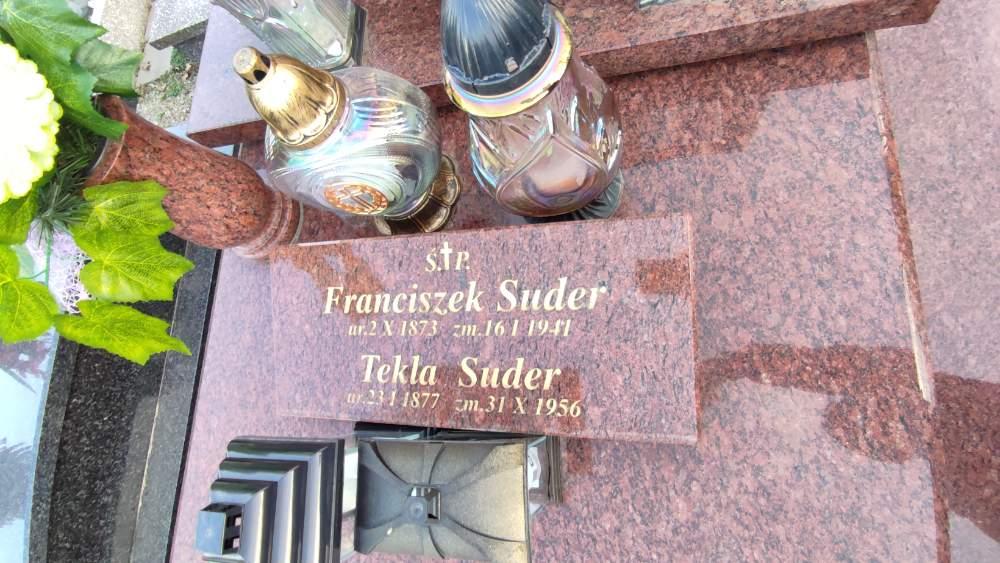 Ś.✝P.
Franciszek Suder
ur.2 X 1873 zm.16 I 1941
Tekla Suder
ur.23 I 1877 zm.31 X 1956